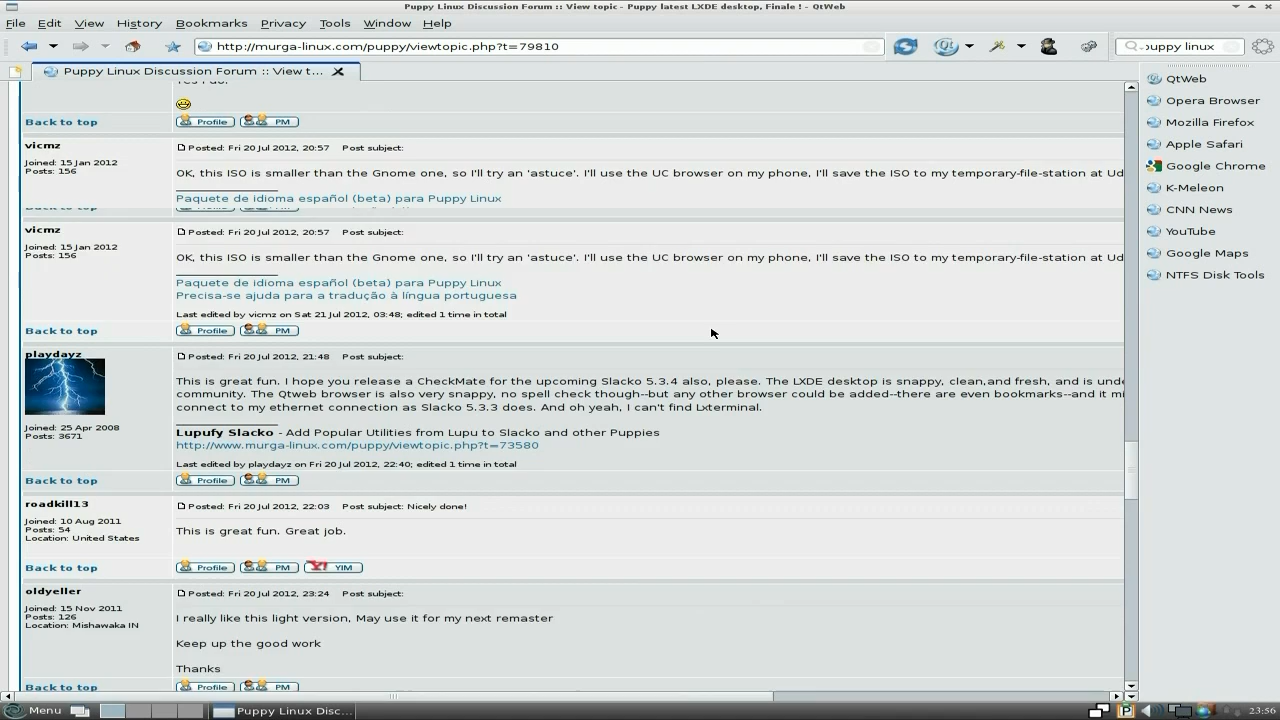 Puppy Linux Discussion Forum :: View topic - Puppy latest LXDE desktop, Finale ! - QtWeb
File Edit View History Bookmarks Privacy Tools Window Help
http://murga-linux.com/puppy/viewtopic.php?t=79810
puppy linux
Puppy Linux Discussion Forum :: View t...
QtWeb
Opera Browser
Mozilla Firefox
Apple Safari
Google Chrome
K-Meleon
CNN News
YouTube
Google Maps
NTFS Disk Tools
Yes I do.
Back to top Profile PM
vicmz Posted: Fri 20 Jul 2012, 20:57 Post subject:
Joined: 15 Jan 2012
Posts: 156
OK, this ISO is smaller than the Gnome one, so I'll try an 'astuce'. I'll use the UC browser on my phone, I'll save the ISO to my temporary-file-station at Ud
Paquete de idioma español (beta) para Puppy Linux
Back to top
vicmz Posted: Fri 20 Jul 2012, 20:57 Post subject:
Joined: 15 Jan 2012
Posts: 156
OK, this ISO is smaller than the Gnome one, so I'll try an 'astuce'. I'll use the UC browser on my phone, I'll save the ISO to my temporary-file-station at Ud
Paquete de idioma español (beta) para Puppy Linux
Precisa-se ajuda para a tradução à língua portuguesa
Last edited by vicmz on Sat 21 Jul 2012, 03:48; edited 1 time in total
Back to top Profile PM
playdayz Posted: Fri 20 Jul 2012, 21:48 Post subject:
Joined: 25 Apr 2008
Posts: 3671
This is great fun. I hope you release a CheckMate for the upcoming Slacko 5.3.4 also, please. The LXDE desktop is snappy, clean,and fresh, and is unde
community. The Qtweb browser is also very snappy, no spell check though--but any other browser could be added--there are even bookmarks--and it mi
connect to my ethernet connection as Slacko 5.3.3 does. And oh yeah, I can't find Lxterminal.
Lupufy Slacko - Add Popular Utilities from Lupu to Slacko and other Puppies
http://www.murga-linux.com/puppy/viewtopic.php?t=73580
Last edited by playdayz on Fri 20 Jul 2012, 22:40; edited 1 time in total
Back to top Profile PM
roadkill13 Posted: Fri 20 Jul 2012, 22:03 Post subject: Nicely done!
Joined: 10 Aug 2011
Posts: 54
Location: United States
This is great fun. Great job.
Back to top Profile PM Y! YIM
oldyeller Posted: Fri 20 Jul 2012, 23:24 Post subject:
Joined: 15 Nov 2011
Posts: 126
Location: Mishawaka IN
I really like this light version, May use it for my next remaster
Keep up the good work
Thanks
Back to top Profile PM
Menu Puppy Linux Disc... P 23:56